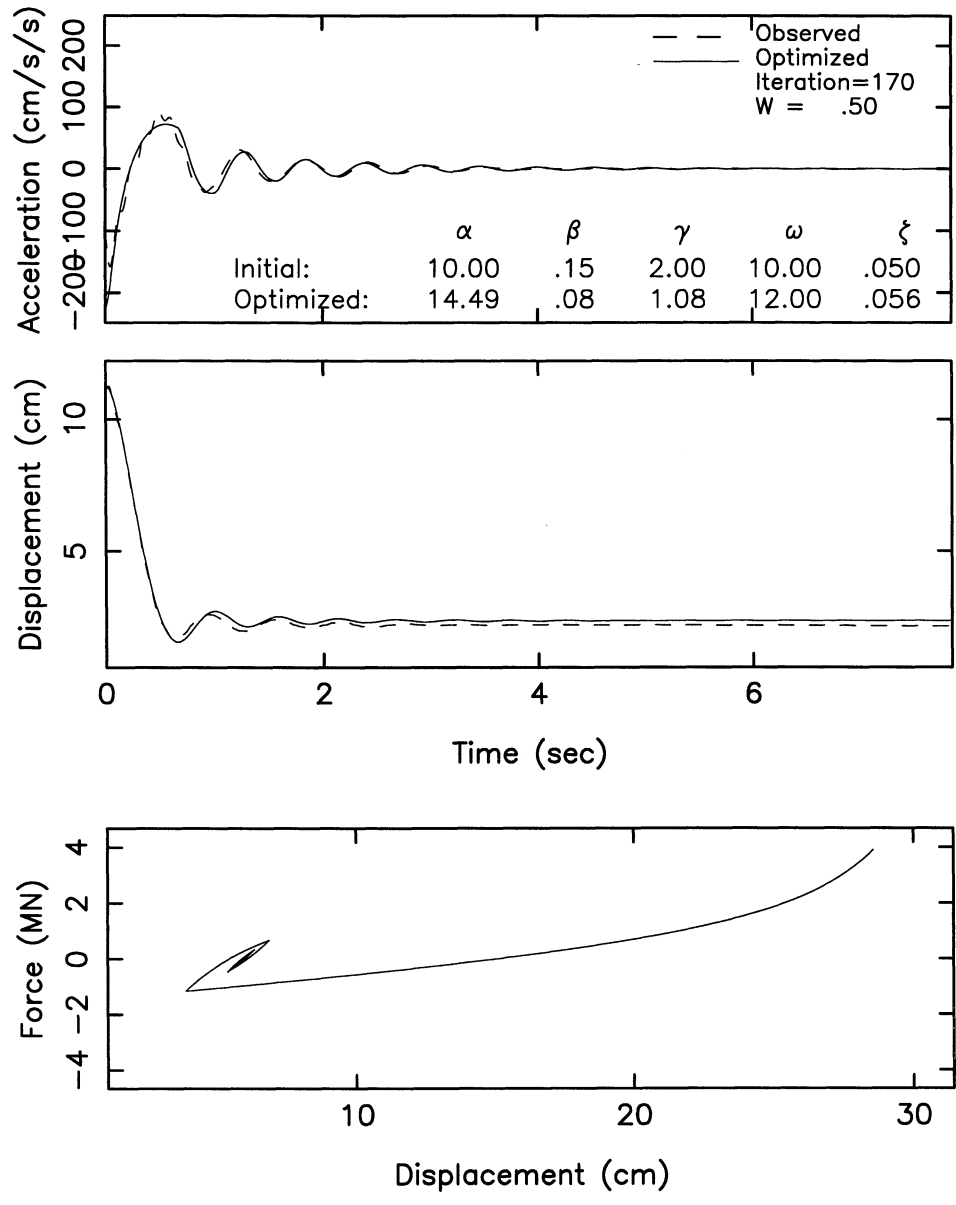 Acceleration (cm/s/s)
200
100
0
−100
−200
Observed
Optimized
Iteration=170
W = .50
α β γ ω ζ
Initial: 10.00 .15 2.00 10.00 .050
Optimized: 14.49 .08 1.08 12.00 .056
Displacement (cm)
10
5
0 2 4 6
Time (sec)
Force (MN)
4
2
0
−2
−4
10 20 30
Displacement (cm)